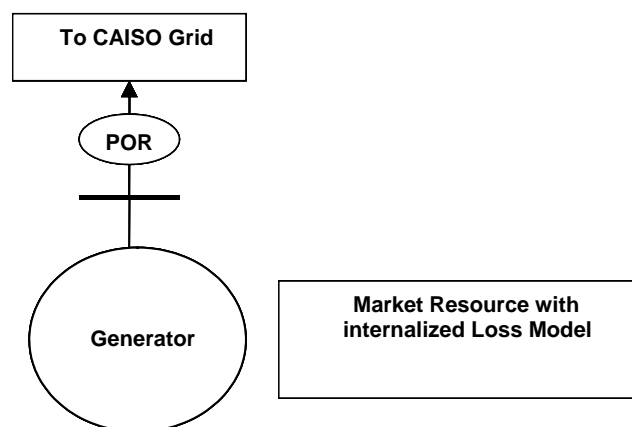 To CAISO Grid
POR
Generator
Market Resource with
internalized Loss Model